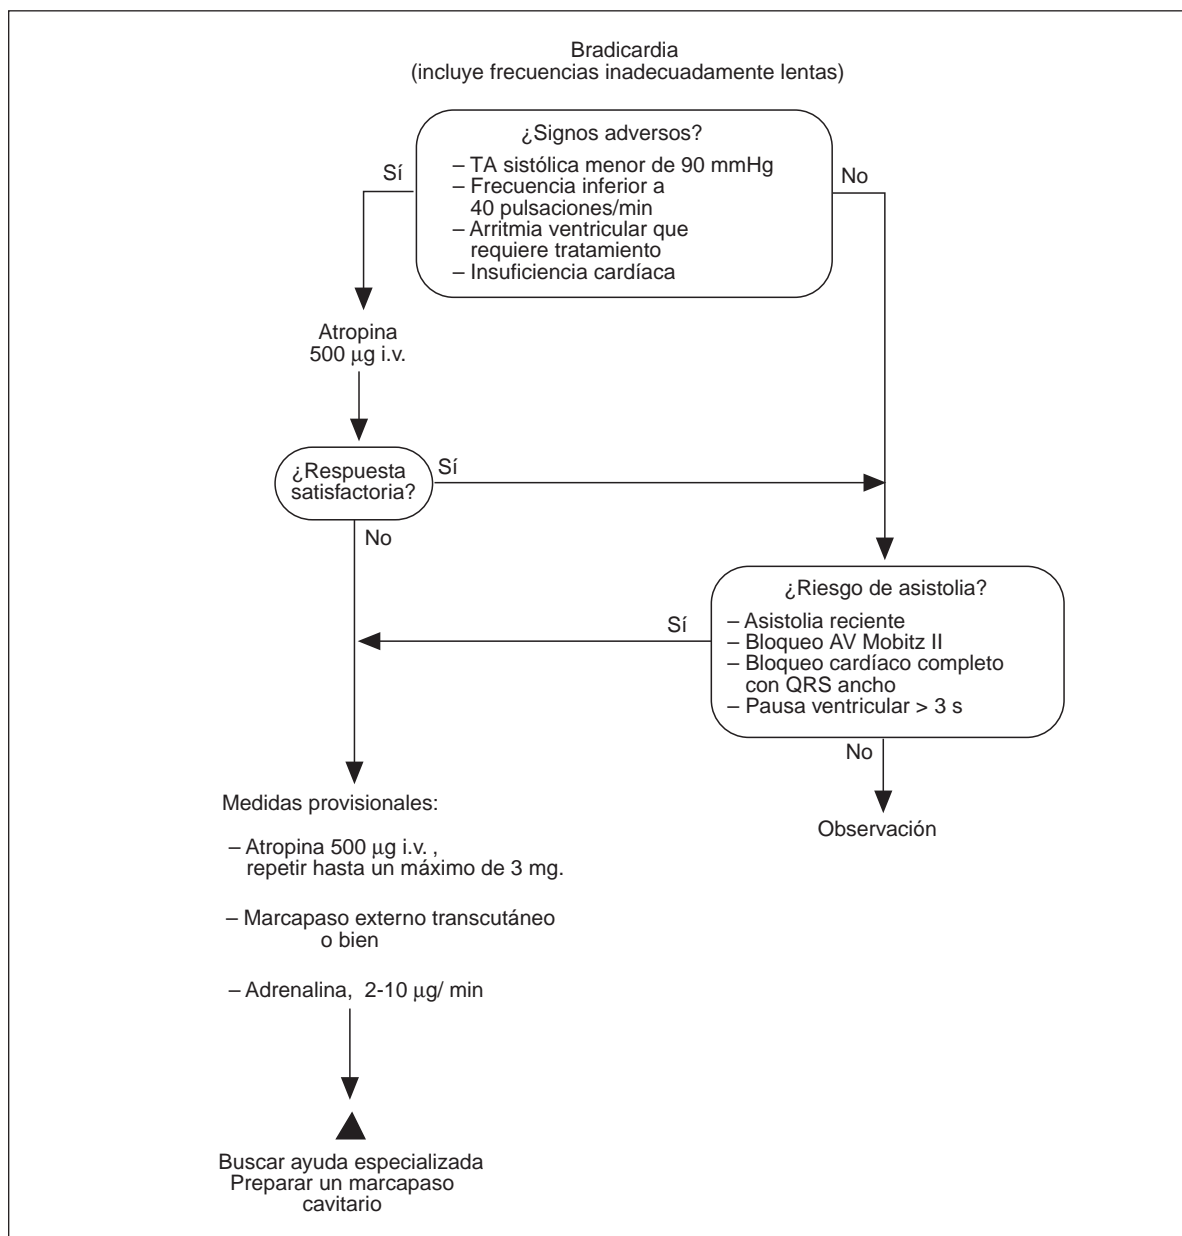 Bradicardia
(incluye frecuencias inadecuadamente lentas)
¿Signos adversos?
– TA sistólica menor de 90 mmHg
– Frecuencia inferior a
40 pulsaciones/min
– Arritmia ventricular que
requiere tratamiento
– Insuficiencia cardíaca
Sí
No
Atropina
500 μg i.v.
¿Respuesta
satisfactoria?
Sí
No
¿Riesgo de asistolia?
– Asistolia reciente
– Bloqueo AV Mobitz II
– Bloqueo cardíaco completo
con QRS ancho
– Pausa ventricular > 3 s
Sí
No
Observación
Medidas provisionales:
– Atropina 500 μg i.v. ,
repetir hasta un máximo de 3 mg.
– Marcapaso externo transcutáneo
o bien
– Adrenalina, 2-10 μg/ min
Buscar ayuda especializada
Preparar un marcapaso
cavitario